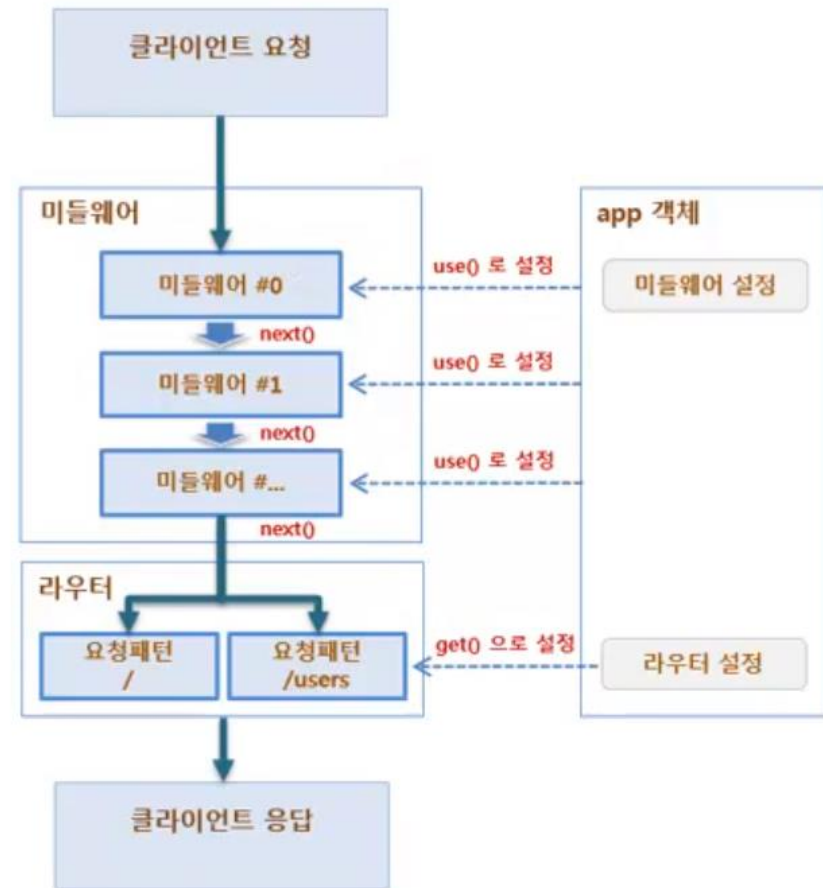 클라이언트 요청
미들웨어
app 객체
미들웨어 #0
use() 로 설정
미들웨어 설정
next()
미들웨어 #1
use() 로 설정
next()
미들웨어 #...
use() 로 설정
next()
라우터
요청패턴
/
요청패턴
/users
get() 으로 설정
라우터 설정
클라이언트 응답